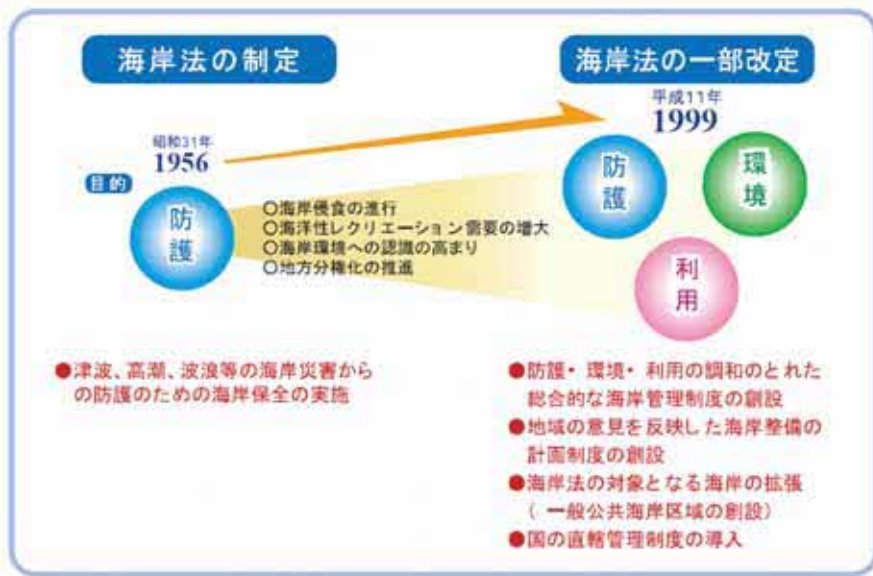 海岸法の制定
昭和31年
1956
目的
防護
○海岸侵食の進行
○海洋性レクリエーション需要の増大
○海岸環境への認識の高まり
○地方分権化の推進
●津波、高潮、波浪等の海岸災害から
の防護のための海岸保全の実施
海岸法の一部改定
平成11年
1999
防護
環境
利用
●防護・環境・利用の調和のとれた
総合的な海岸管理制度の創設
●地域の意見を反映した海岸整備の
計画制度の創設
●海岸法の対象となる海岸の拡張
(一般公共海岸区域の創設)
●国の直轄管理制度の導入